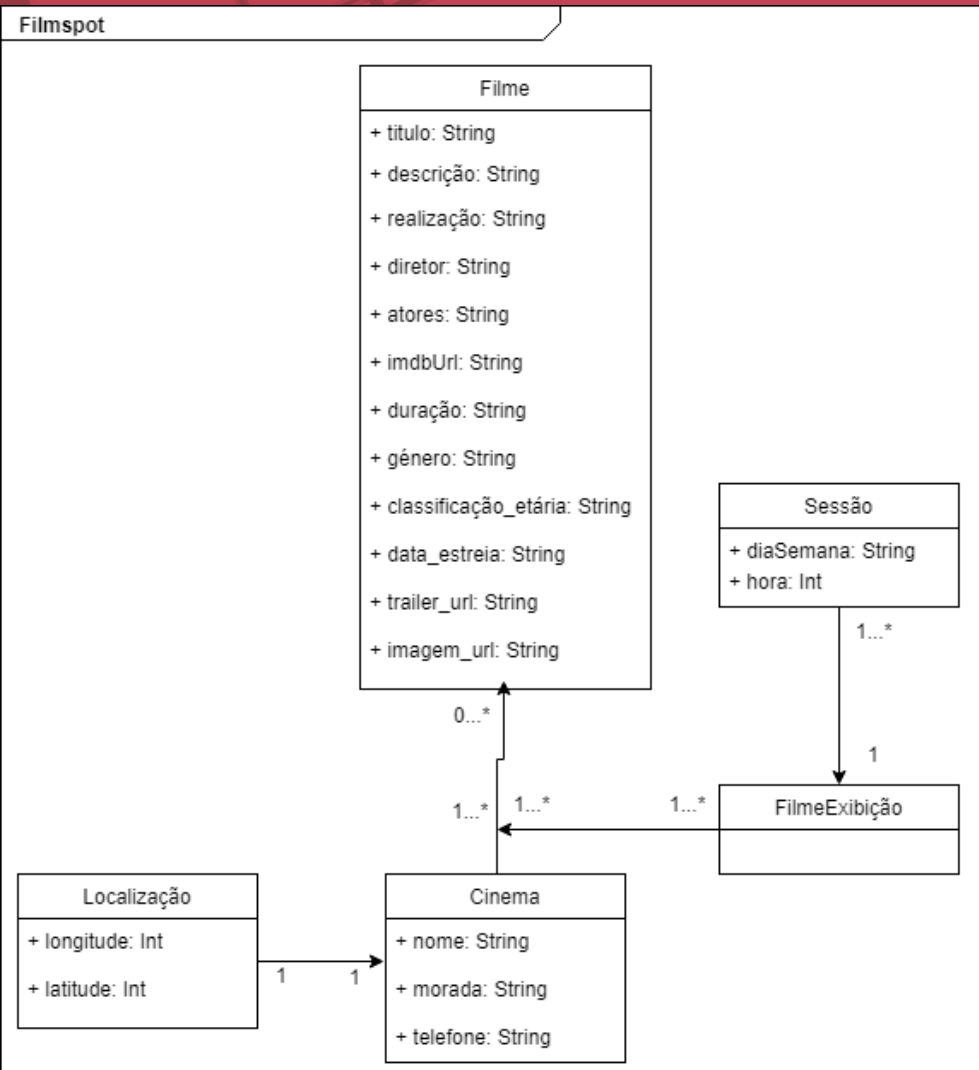 Filmspot
Filme
+ titulo: String
+ descrição: String
+ realização: String
+ diretor: String
+ atores: String
+ imdbUrl: String
+ duração: String
+ género: String
+ classificação_etária: String
+ data_estreia: String
+ trailer_url: String
+ imagem_url: String
Sessão
+ diaSemana: String
+ hora: Int
1...*
0...*
1
1...*
1...*
1...*
FilmeExibição
Localização
+ longitude: Int
+ latitude: Int
1
1
Cinema
+ nome: String
+ morada: String
+ telefone: String